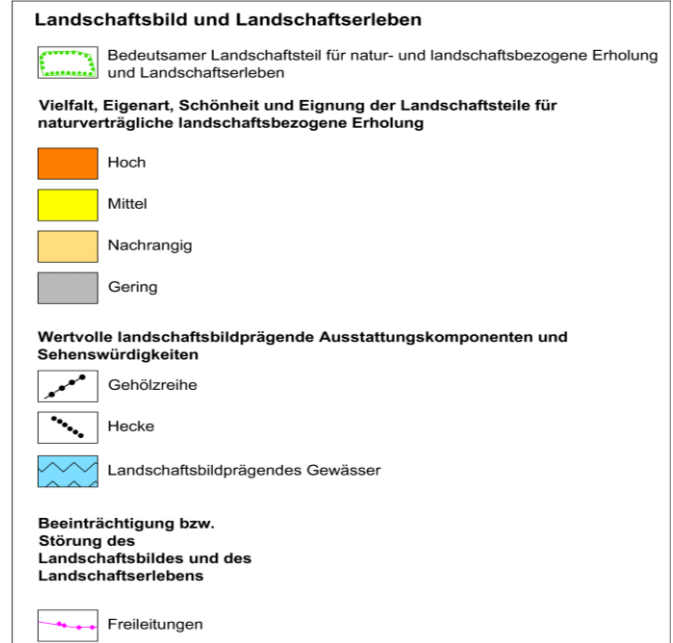 Landschaftsbild und Landschaftserleben
Bedeutsamer Landschaftsteil für natur- und landschaftsbezogene Erholung
und Landschaftserleben
Vielfalt, Eigenart, Schönheit und Eignung der Landschaftsteile für
naturverträgliche landschaftsbezogene Erholung
Hoch
Mittel
Nachrangig
Gering
Wertvolle landschaftsbildprägende Ausstattungskomponenten und
Sehenswürdigkeiten
Gehölzreihe
Hecke
Landschaftsbildprägendes Gewässer
Beeinträchtigung bzw.
Störung des
Landschaftsbildes und des
Landschaftserlebens
Freileitungen